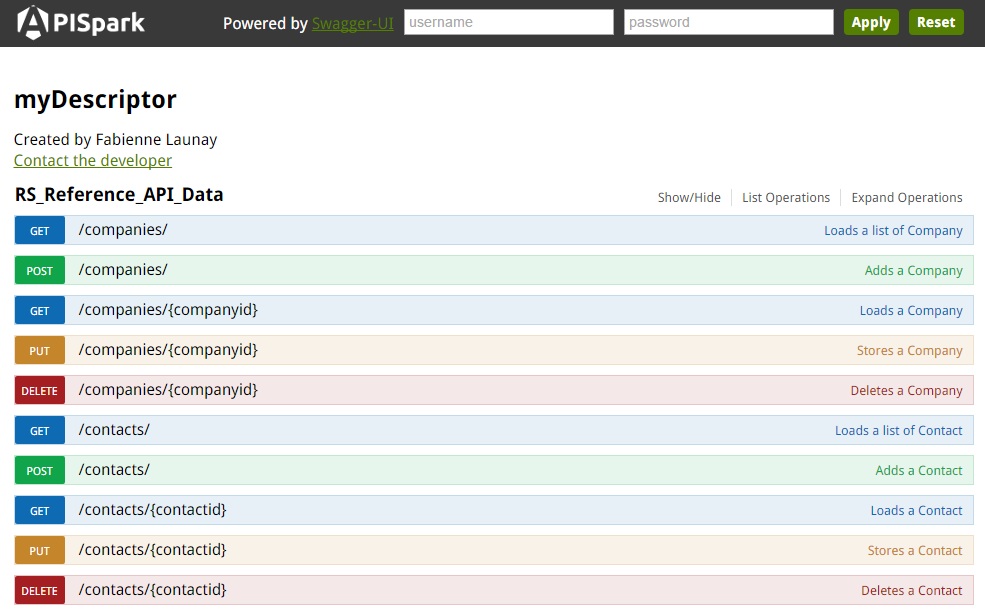 APISpark Powered by Swagger-UI username password Apply Reset
myDescriptor
Created by Fabienne Launay
Contact the developer
RS_Reference_API_Data Show/Hide List Operations Expand Operations
GET /companies/ Loads a list of Company
POST /companies/ Adds a Company
GET /companies/{companyid} Loads a Company
PUT /companies/{companyid} Stores a Company
DELETE /companies/{companyid} Deletes a Company
GET /contacts/ Loads a list of Contact
POST /contacts/ Adds a Contact
GET /contacts/{contactid} Loads a Contact
PUT /contacts/{contactid} Stores a Contact
DELETE /contacts/{contactid} Deletes a Contact